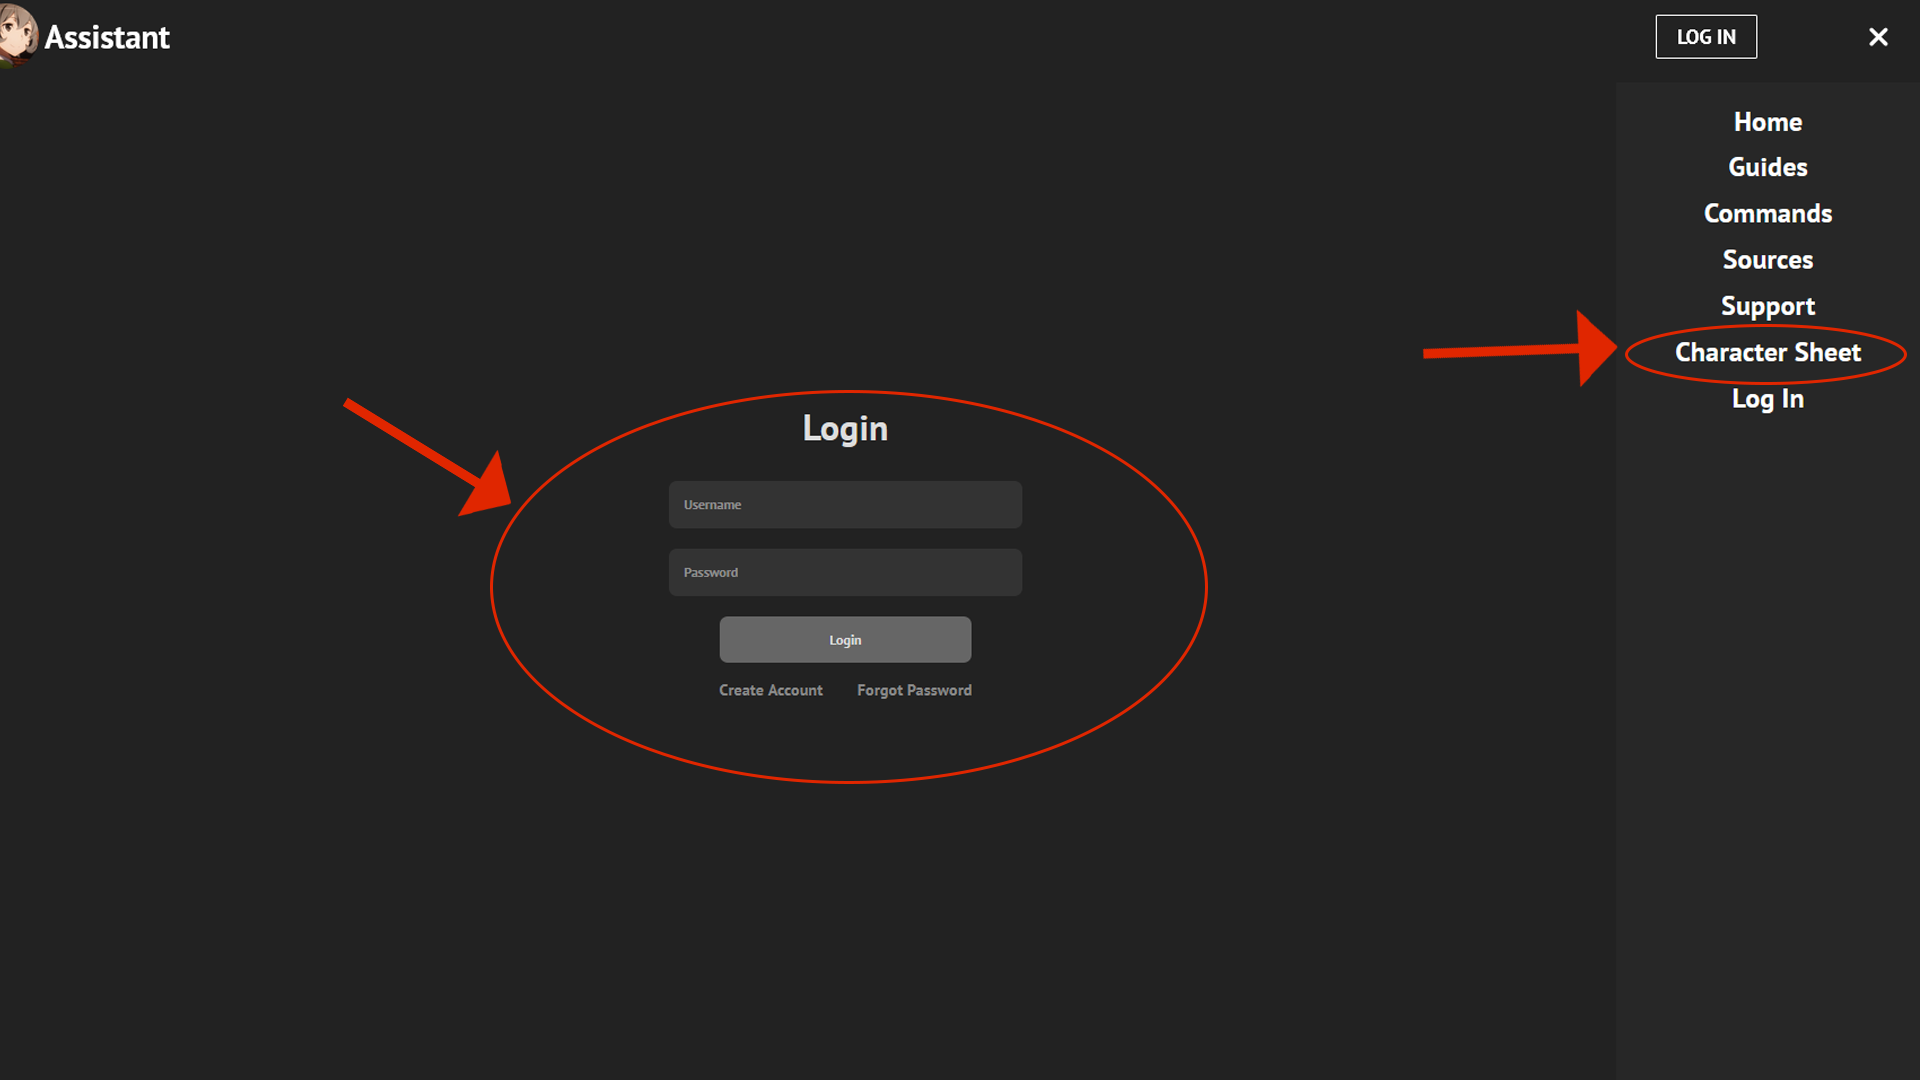 Assistant
LOG IN
Home
Guides
Commands
Sources
Support
Character Sheet
Log In
Login
Username
Password
Login
Create Account Forgot Password